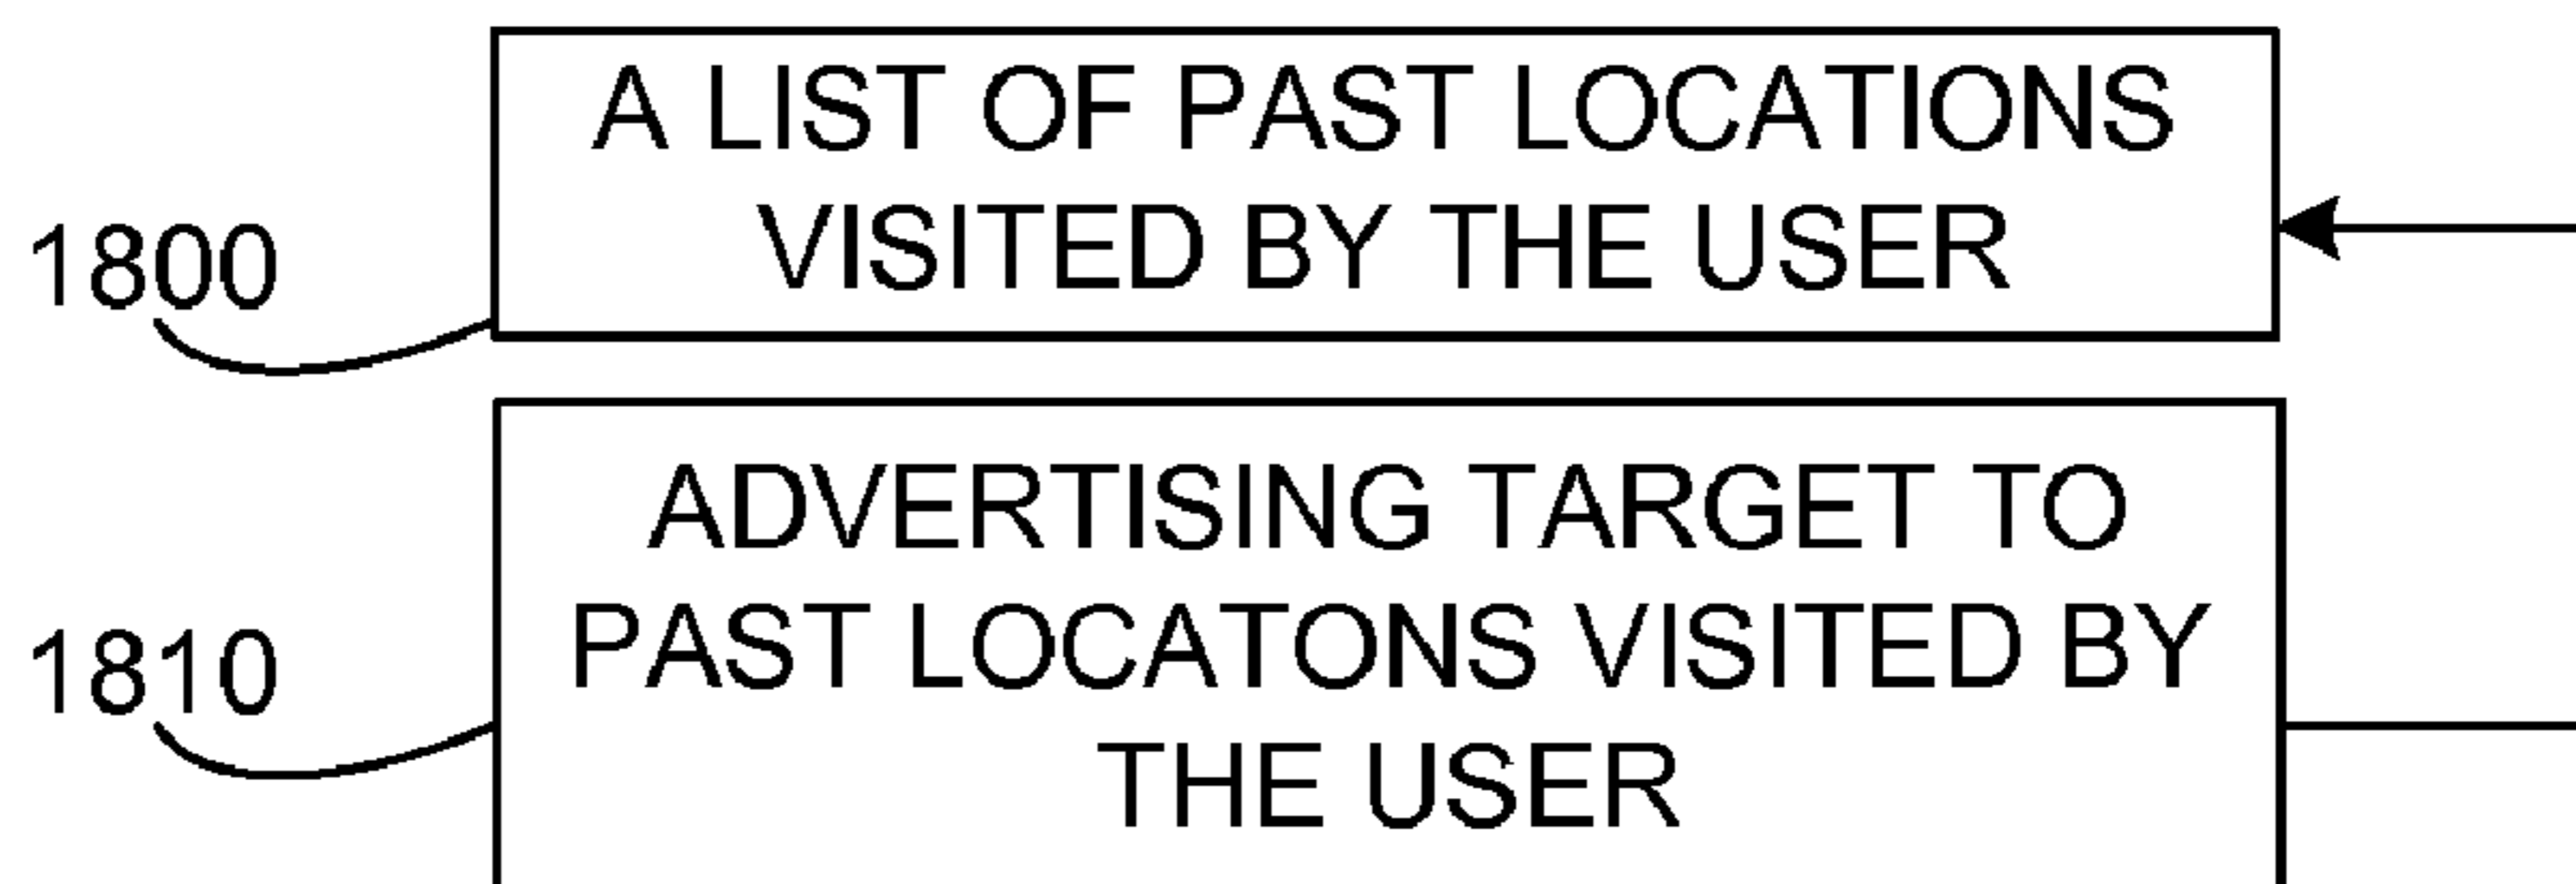 A LIST OF PAST LOCATIONS
VISITED BY THE USER
1800
ADVERTISING TARGET TO
PAST LOCATONS VISITED BY
1810
THE USER